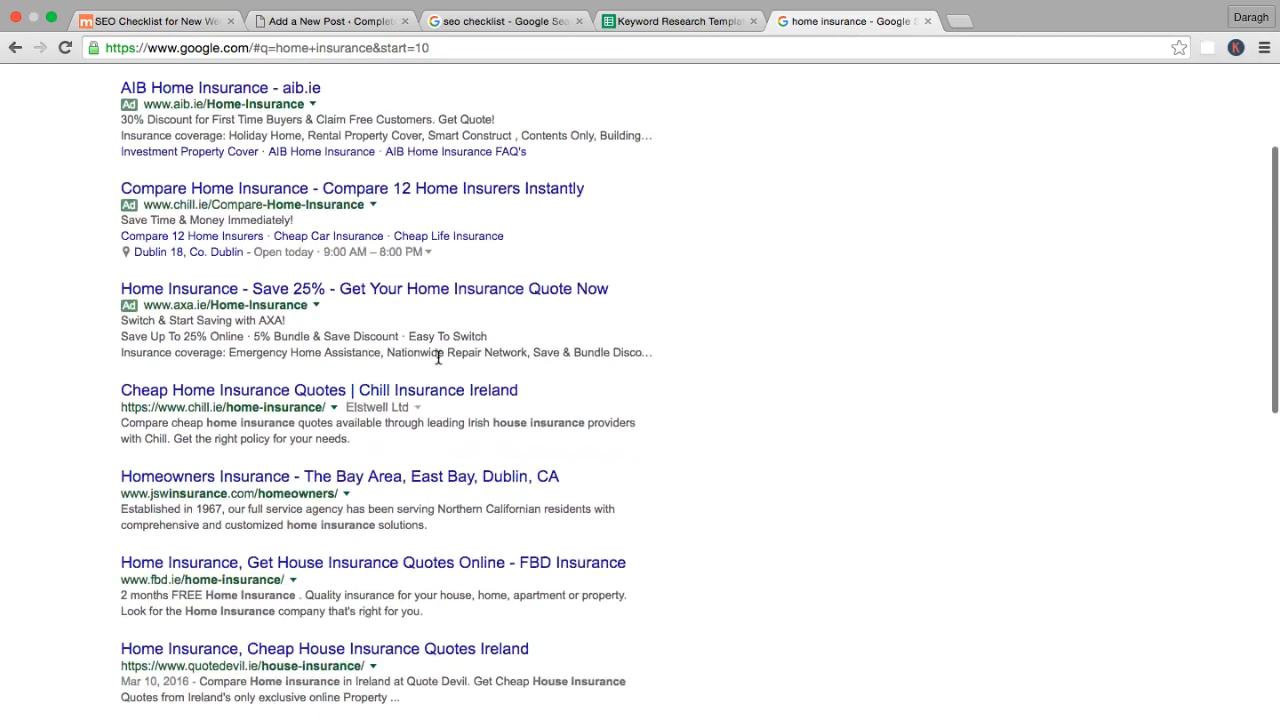 SEO Checklist for New We
Add a New Post ‹ Complet
seo checklist - Google Sea
Keyword Research Templat
home insurance - Google S
Daragh
https://www.google.com/#q=home+insurance&start=10
K
AIB Home Insurance - aib.ie
Ad www.aib.ie/Home-Insurance
30% Discount for First Time Buyers & Claim Free Customers. Get Quote!
Insurance coverage: Holiday Home, Rental Property Cover, Smart Construct , Contents Only, Building...
Investment Property Cover · AIB Home Insurance · AIB Home Insurance FAQ's
Compare Home Insurance - Compare 12 Home Insurers Instantly
Ad www.chill.ie/Compare-Home-Insurance
Save Time & Money Immediately!
Compare 12 Home Insurers · Cheap Car Insurance · Cheap Life Insurance
Dublin 18, Co. Dublin - Open today · 9:00 AM – 8:00 PM
Home Insurance - Save 25% - Get Your Home Insurance Quote Now
Ad www.axa.ie/Home-Insurance
Switch & Start Saving with AXA!
Save Up To 25% Online · 5% Bundle & Save Discount · Easy To Switch
Insurance coverage: Emergency Home Assistance, Nationwide Repair Network, Save & Bundle Disco...
Cheap Home Insurance Quotes | Chill Insurance Ireland
https://www.chill.ie/home-insurance/ Elstwell Ltd
Compare cheap home insurance quotes available through leading Irish house insurance providers
with Chill. Get the right policy for your needs.
Homeowners Insurance - The Bay Area, East Bay, Dublin, CA
www.jswinsurance.com/homeowners/
Established in 1967, our full service agency has been serving Northern Californian residents with
comprehensive and customized home insurance solutions.
Home Insurance, Get House Insurance Quotes Online - FBD Insurance
www.fbd.ie/home-insurance/
2 months FREE Home Insurance . Quality insurance for your house, home, apartment or property.
Look for the Home Insurance company that's right for you.
Home Insurance, Cheap House Insurance Quotes Ireland
https://www.quotedevil.ie/house-insurance/
Mar 10, 2016 - Compare Home insurance in Ireland at Quote Devil. Get Cheap House Insurance
Quotes from Ireland's only exclusive online Property ...